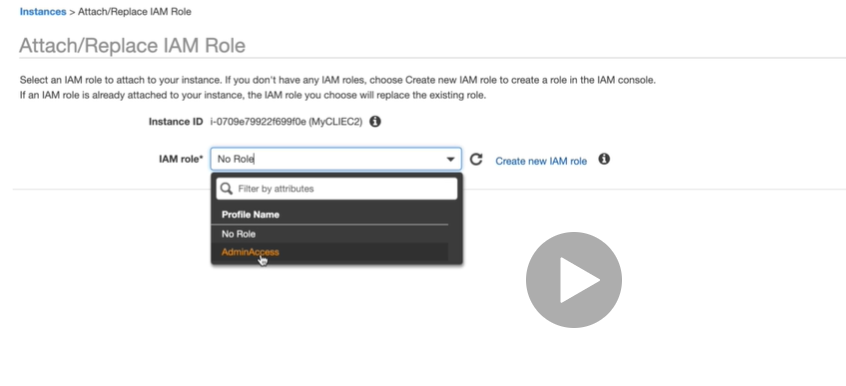 Instances > Attach/Replace IAM Role
Attach/Replace IAM Role
Select an IAM role to attach to your instance. If you don't have any IAM roles, choose Create new IAM role to create a role in the IAM console.
If an IAM role is already attached to your instance, the IAM role you choose will replace the existing role.
Instance ID i-0709e79922f699f0e (MyCLIEC2)
IAM role* No Role Create new IAM role
Filter by attributes
Profile Name
No Role
AdminAccess